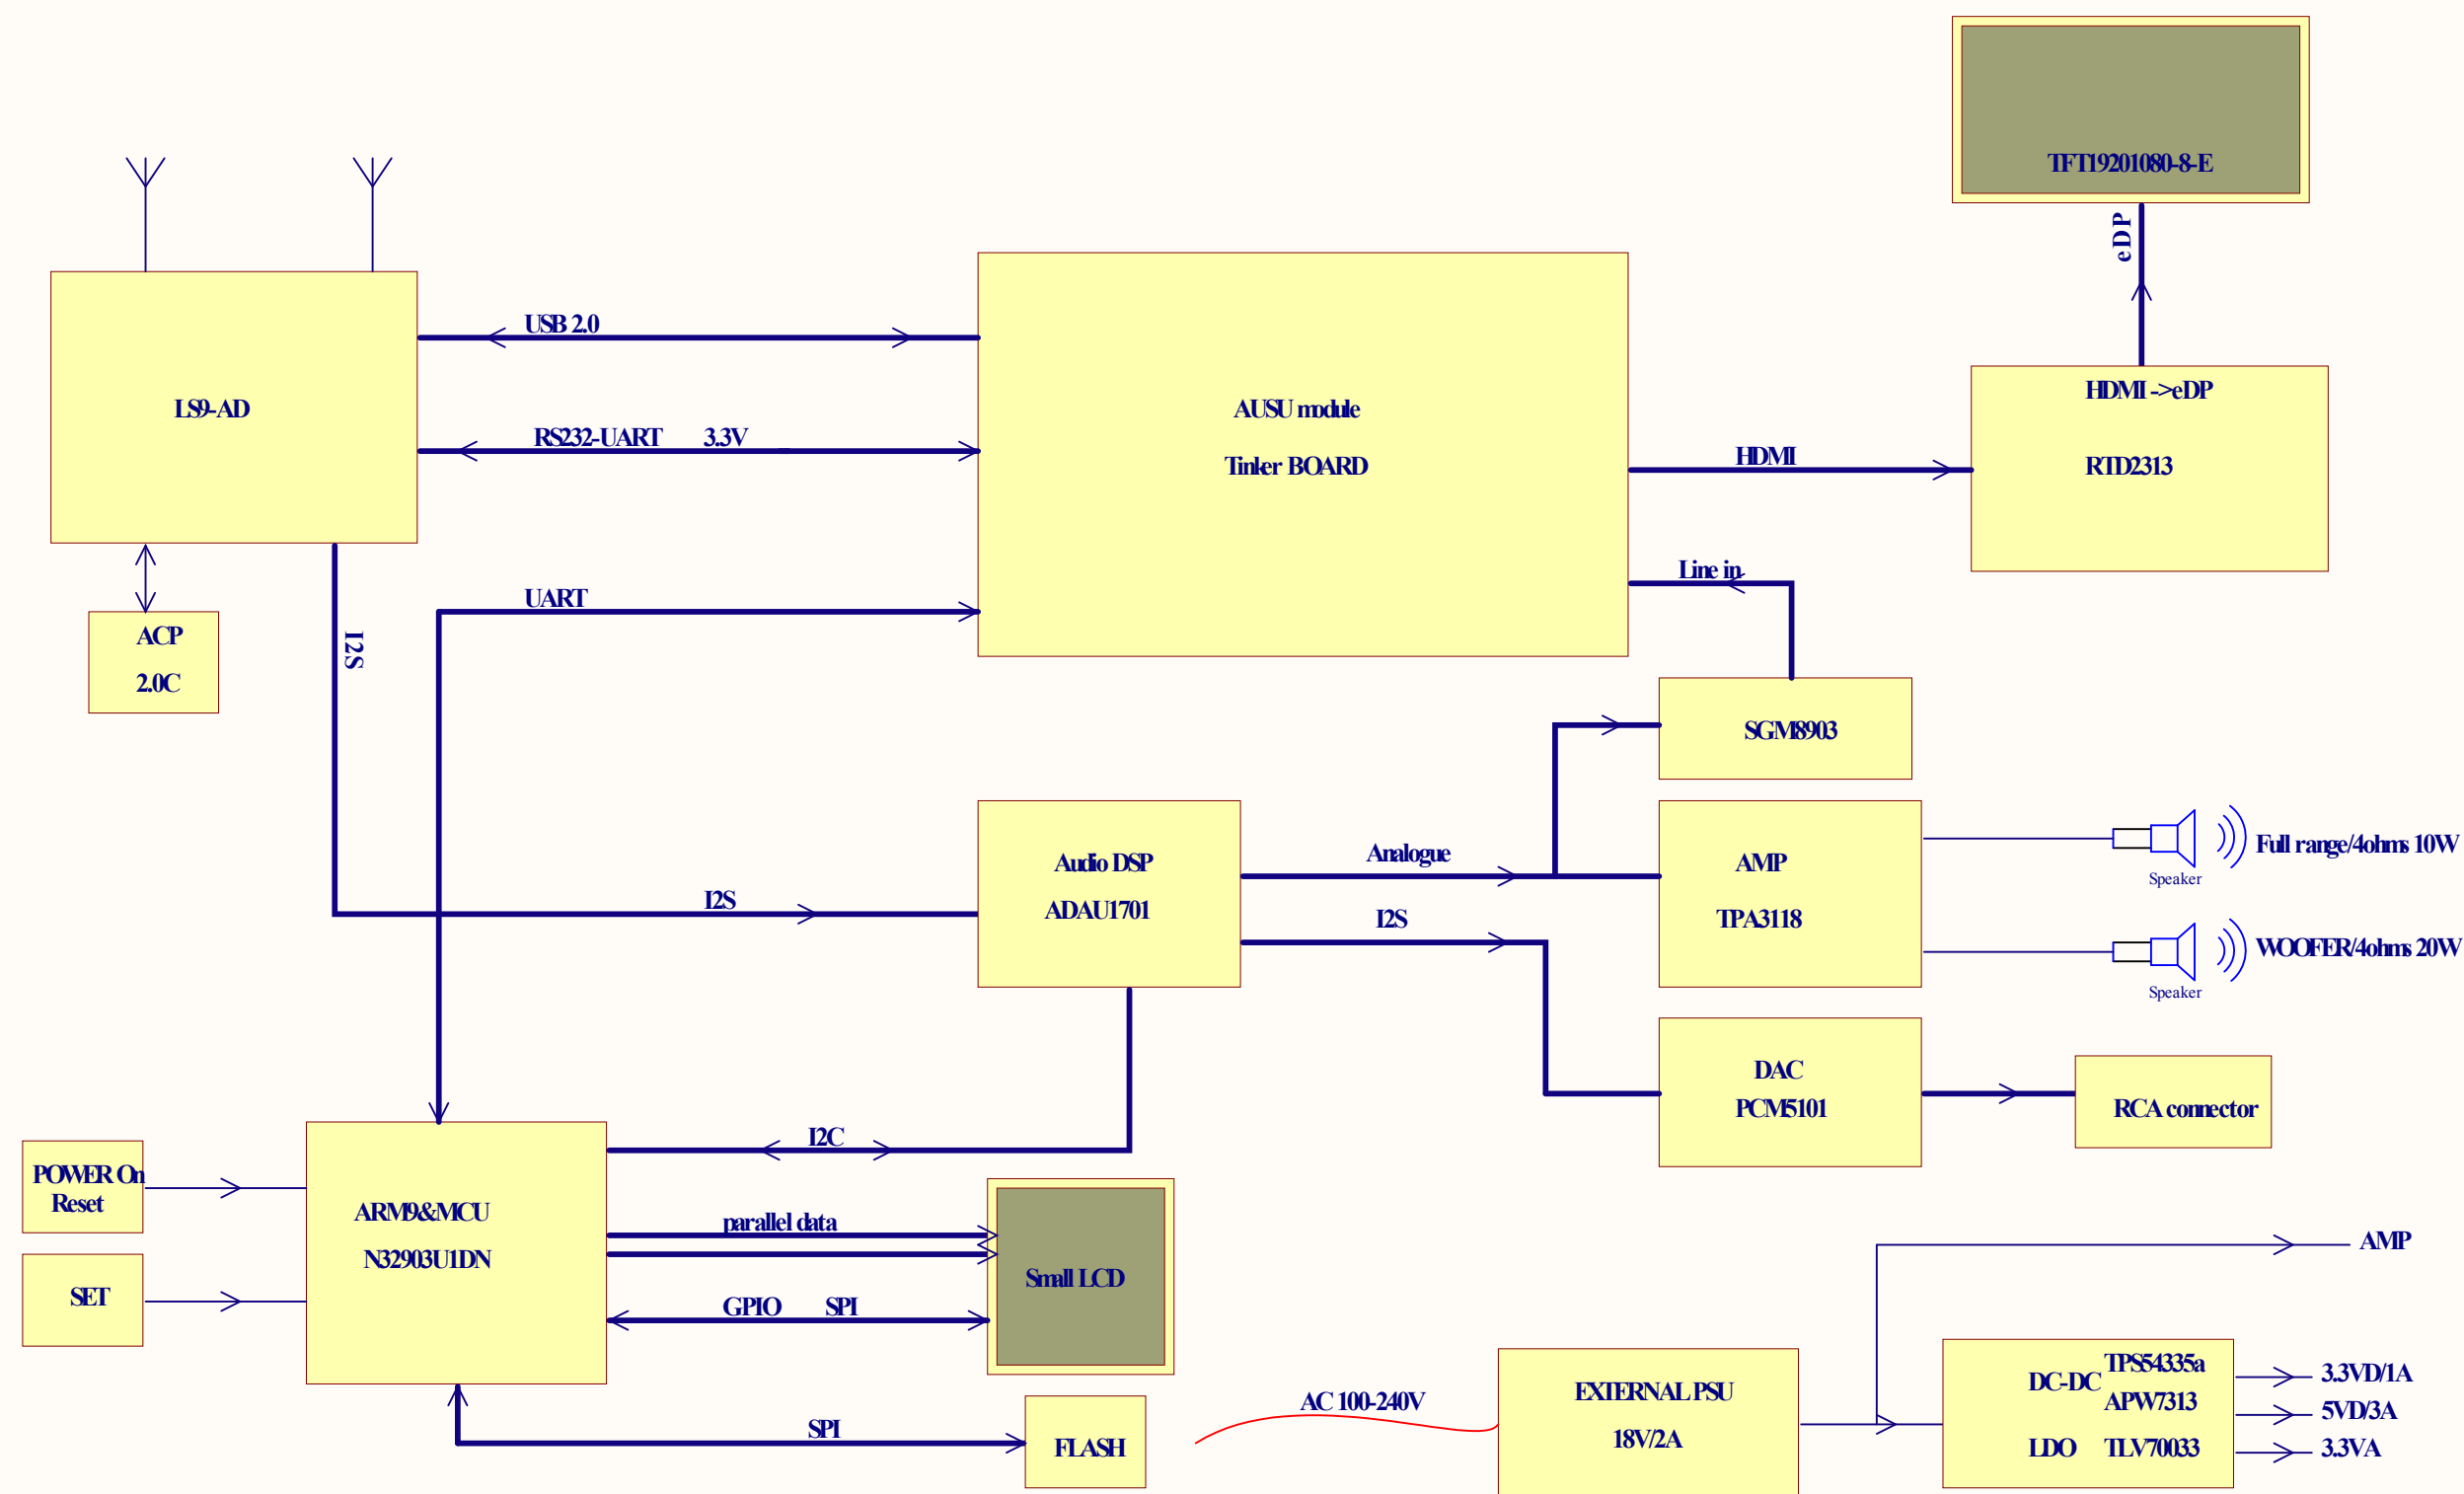 TFT19201080-8-E
eDP
USB 2.0
HDMI ->eDP
LS9-AD
AUSU module
RS232-UART 3.3V
Tinker BOARD
HDMI
RTD2313
Line in
UART
ACP
2.0C
I2S
SGM8903
Analogue
Audio DSP
ADAU1701
I2S
I2S
AMP
TPA3118
Full range/4ohms 10W
Speaker
WOOFER/4ohms 20W
Speaker
DAC
PCM5101
RCA connector
I2C
POWER On
Reset
ARM9&MCU
N32903U1DN
parallel data
Small LCD
SET
GPIO SPI
AMP
SPI
FLASH
AC 100-240V
EXTERNAL PSU
18V/2A
DC-DC
TPS54335a
APW7313
LDO TLV70033
3.3VD/1A
5VD/3A
3.3VA